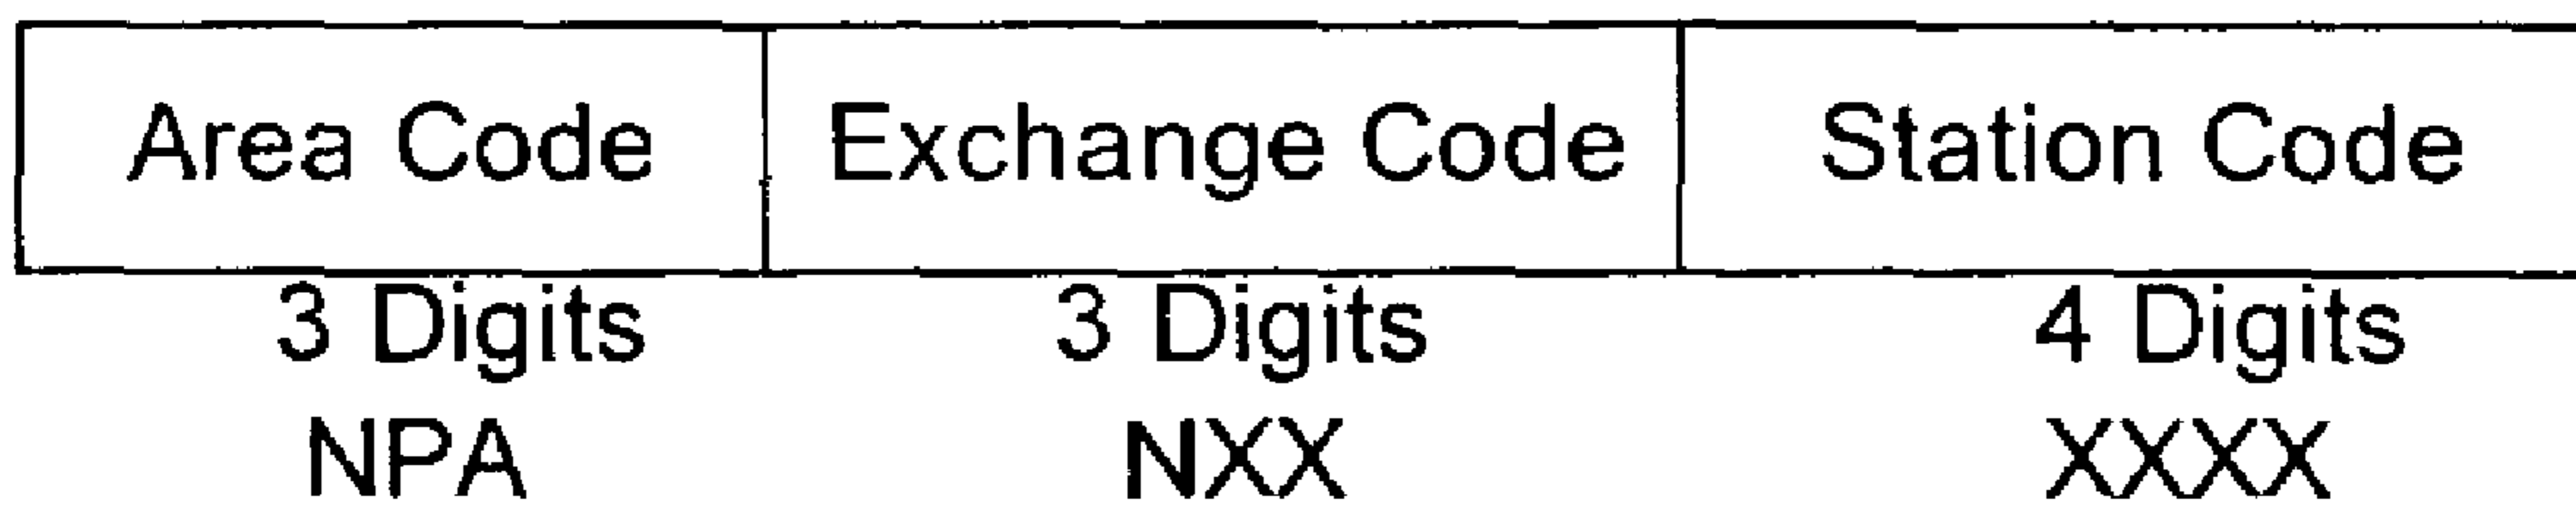 Area Code Exchange Code Station Code
3 Digits 3 Digits 4 Digits
NPA NXX XXXX